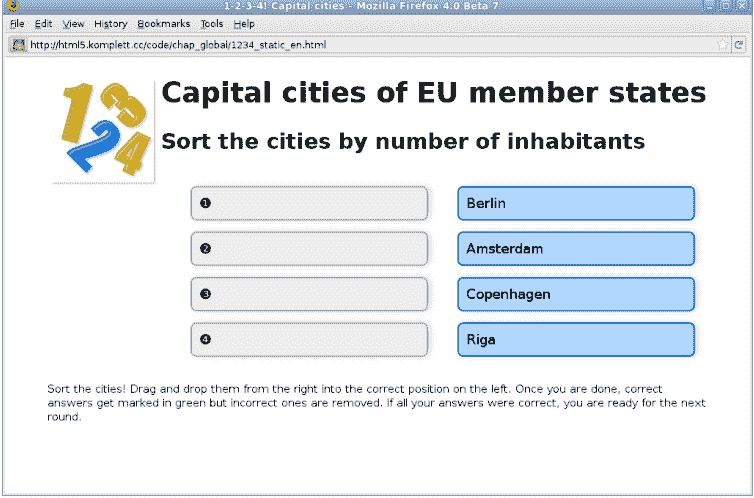 1-2-3-4! Capital cities - Mozilla Firefox 4.0 Beta 7
File Edit View History Bookmarks Tools Help
http://html5.komplett.cc/code/chap_global/1234_static_en.html
1 2 3 4
Capital cities of EU member states
Sort the cities by number of inhabitants
❶ Berlin
❷ Amsterdam
❸ Copenhagen
❹ Riga
Sort the cities! Drag and drop them from the right into the correct position on the left. Once you are done, correct
answers get marked in green but incorrect ones are removed. If all your answers were correct, you are ready for the next
round.